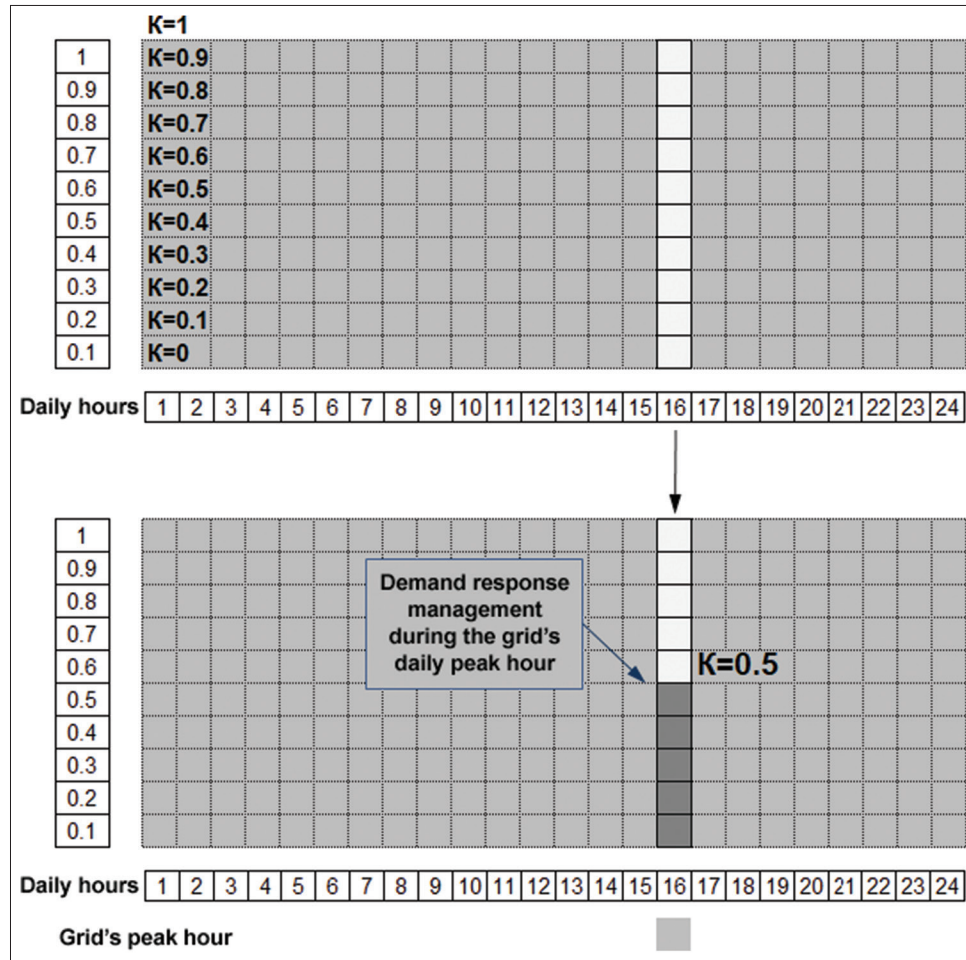 K=1
1 K=0.9
0.9 K=0.8
0.8 K=0.7
0.7 K=0.6
0.6 K=0.5
0.5 K=0.4
0.4 K=0.3
0.3 K=0.2
0.2 K=0.1
0.1 K=0
Daily hours 1 2 3 4 5 6 7 8 9 10 11 12 13 14 15 16 17 18 19 20 21 22 23 24
1
0.9
0.8
0.7
0.6
0.5
0.4
0.3
0.2
0.1
Demand response
management
during the grid's
daily peak hour
K=0.5
Daily hours 1 2 3 4 5 6 7 8 9 10 11 12 13 14 15 16 17 18 19 20 21 22 23 24
Grid's peak hour